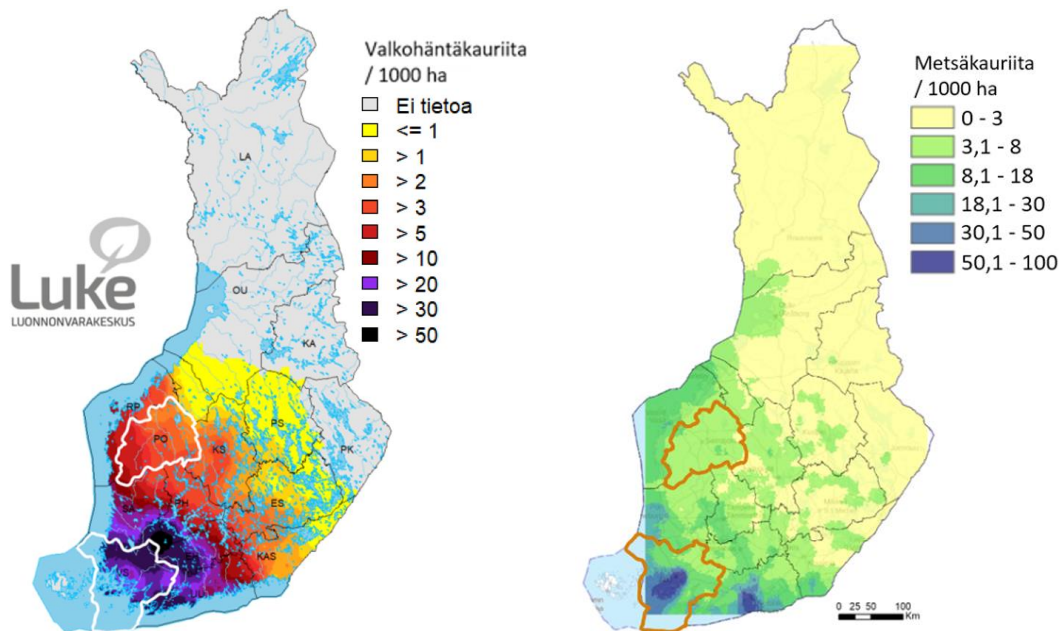 Valkohäntäkauriita
/ 1000 ha
Ei tietoa
<= 1
> 1
> 2
> 3
> 5
> 10
> 20
> 30
> 50
Luke
LUONNONVARAKESKUS
LA
OU
KA
RP
PO
KS
PS
PK
PH
ES
KAS
Metsäkauriita
/ 1000 ha
0 - 3
3,1 - 8
8,1 - 18
18,1 - 30
30,1 - 50
50,1 - 100
0 25 50 100
Km